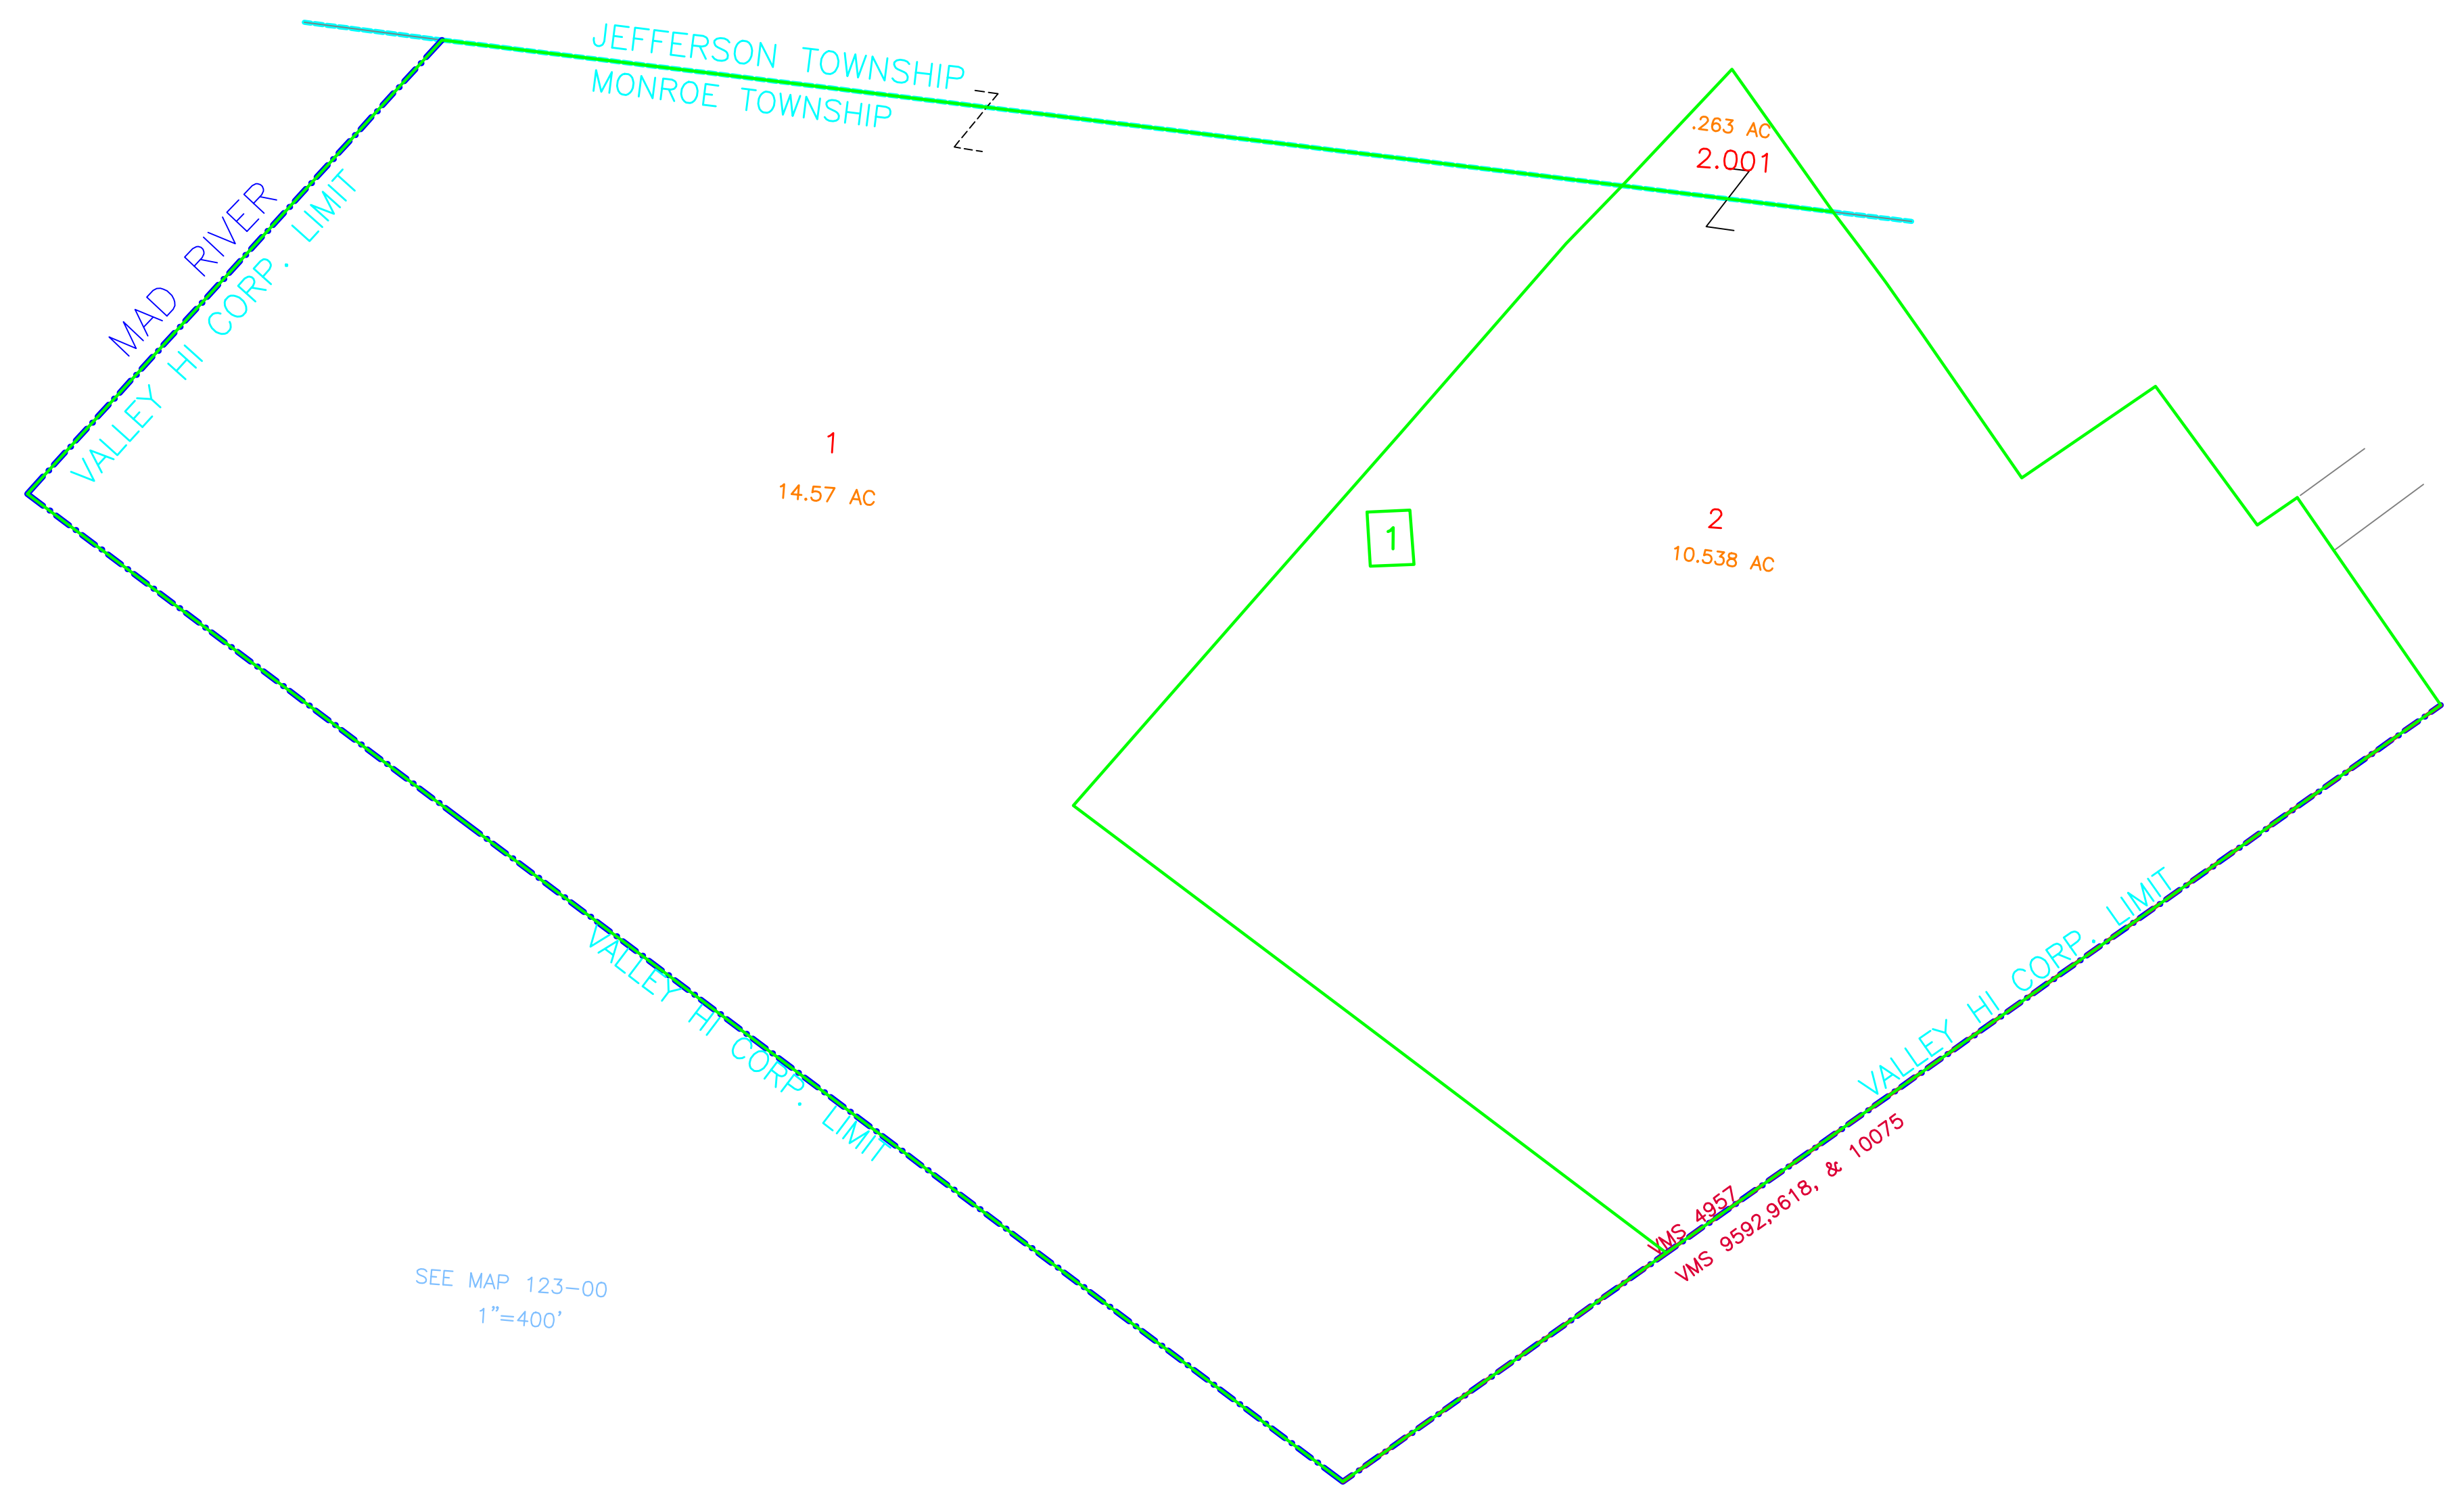 JEFFERSON TOWNSHIP
MONROE TOWNSHIP
.263 AC
2.001
MAD RIVER
VALLEY HI CORP. LIMIT
1
14.57 AC
1
2
10.538 AC
VALLEY HI CORP. LIMIT
VALLEY HI CORP. LIMIT
VMS 4957
VMS 9592,9618, & 10075
SEE MAP 123-00
1"=400'